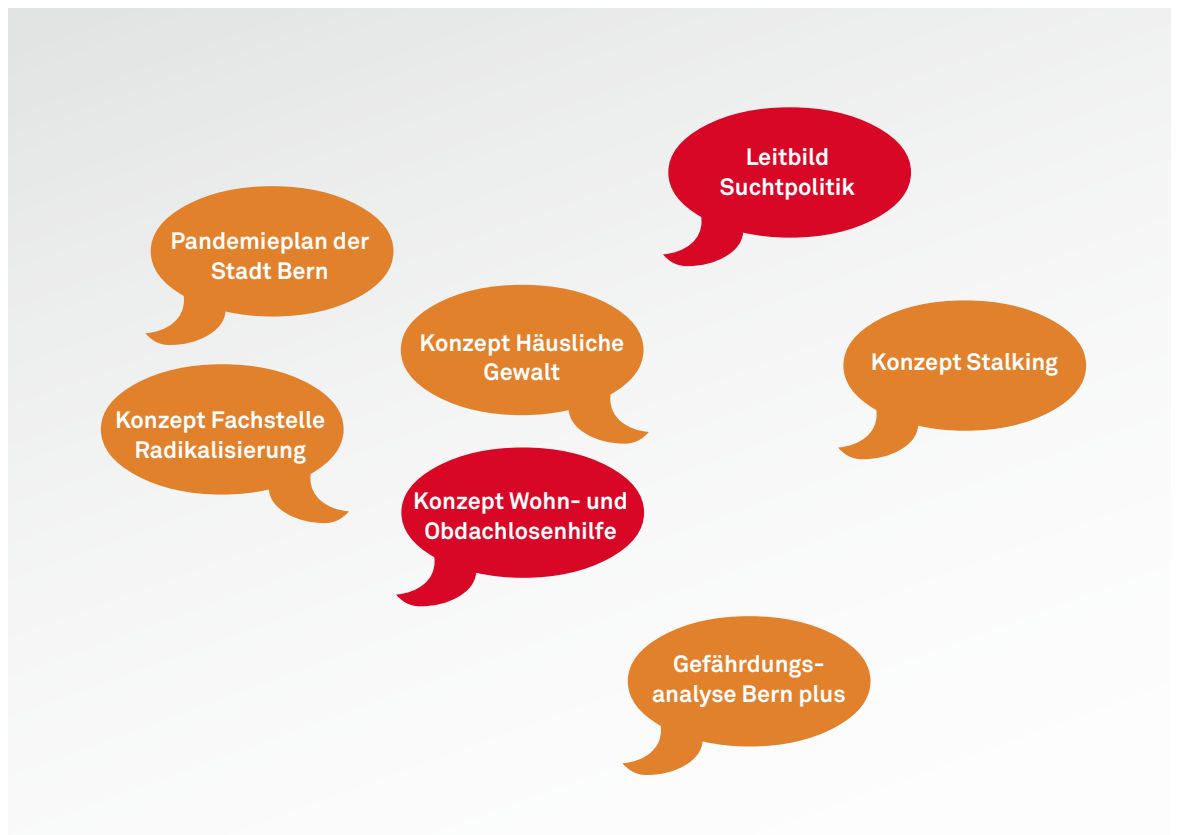 Leitbild
Suchtpolitik
Pandemieplan der
Stadt Bern
Konzept Häusliche
Gewalt
Konzept Stalking
Konzept Fachstelle
Radikalisierung
Konzept Wohn- und
Obdachlosenhilfe
Gefährdungs-
analyse Bern plus